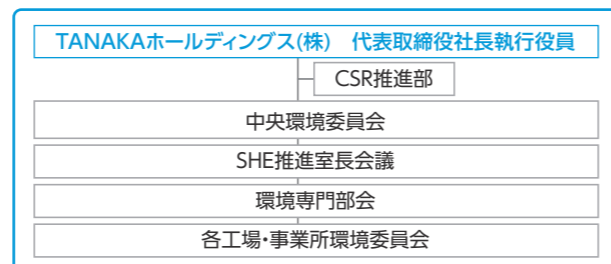 TANAKAホールディングス(株)　代表取締役社長執行役員
CSR推進部
中央環境委員会
SHE推進室長会議
環境専門部会
各工場・事業所環境委員会